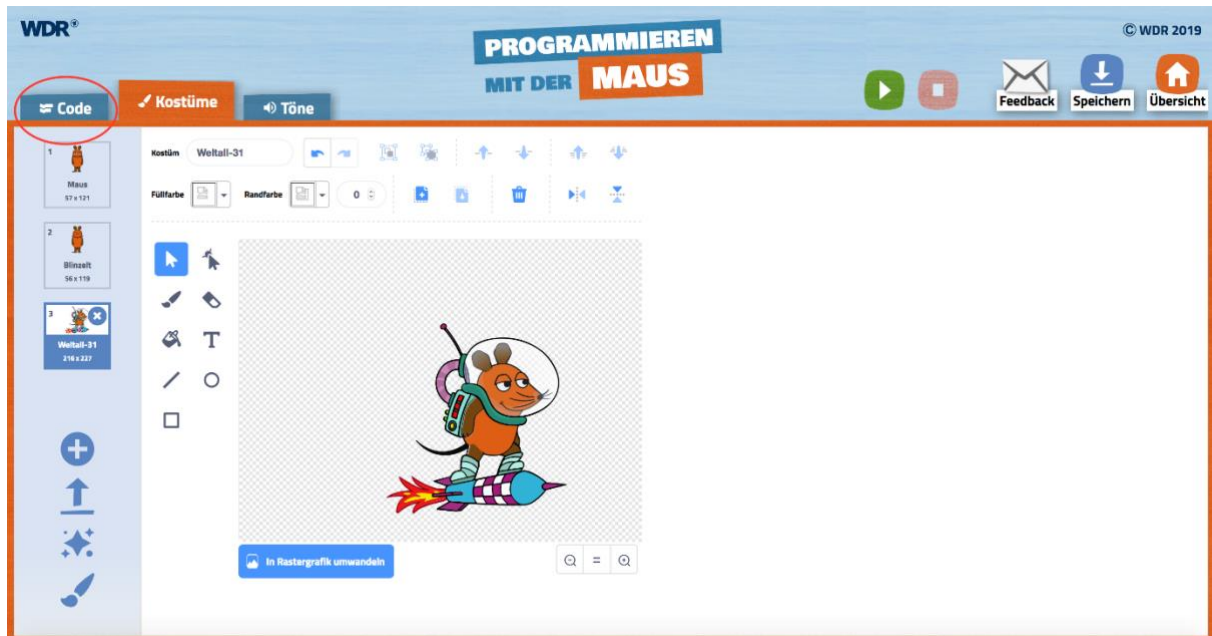 WDR®
PROGRAMMIEREN
MIT DER MAUS
© WDR 2019
Code
Kostüme
Töne
Feedback
Speichern
Übersicht
1
Maus
57 x 121
2
Blinzelt
56 x 119
3
Weltall-31
216 x 227
Kostüm Weltall-31
Füllfarbe Randfarbe 0
T
In Rastergrafik umwandeln
=